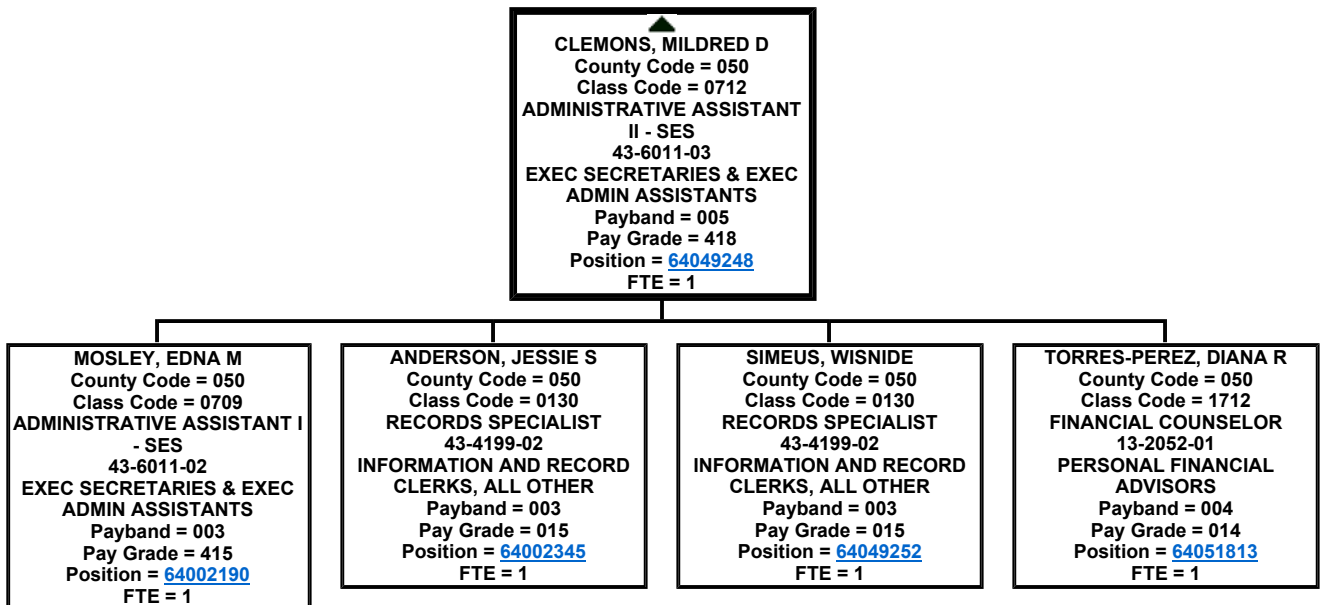 CLEMONS, MILDRED D
County Code = 050
Class Code = 0712
ADMINISTRATIVE ASSISTANT
II - SES
43-6011-03
EXEC SECRETARIES & EXEC
ADMIN ASSISTANTS
Payband = 005
Pay Grade = 418
Position = 64049248
FTE = 1
MOSLEY, EDNA M
County Code = 050
Class Code = 0709
ADMINISTRATIVE ASSISTANT I
- SES
43-6011-02
EXEC SECRETARIES & EXEC
ADMIN ASSISTANTS
Payband = 003
Pay Grade = 415
Position = 64002190
FTE = 1
ANDERSON, JESSIE S
County Code = 050
Class Code = 0130
RECORDS SPECIALIST
43-4199-02
INFORMATION AND RECORD
CLERKS, ALL OTHER
Payband = 003
Pay Grade = 015
Position = 64002345
FTE = 1
SIMEUS, WISNIDE
County Code = 050
Class Code = 0130
RECORDS SPECIALIST
43-4199-02
INFORMATION AND RECORD
CLERKS, ALL OTHER
Payband = 003
Pay Grade = 015
Position = 64049252
FTE = 1
TORRES-PEREZ, DIANA R
County Code = 050
Class Code = 1712
FINANCIAL COUNSELOR
13-2052-01
PERSONAL FINANCIAL
ADVISORS
Payband = 004
Pay Grade = 014
Position = 64051813
FTE = 1